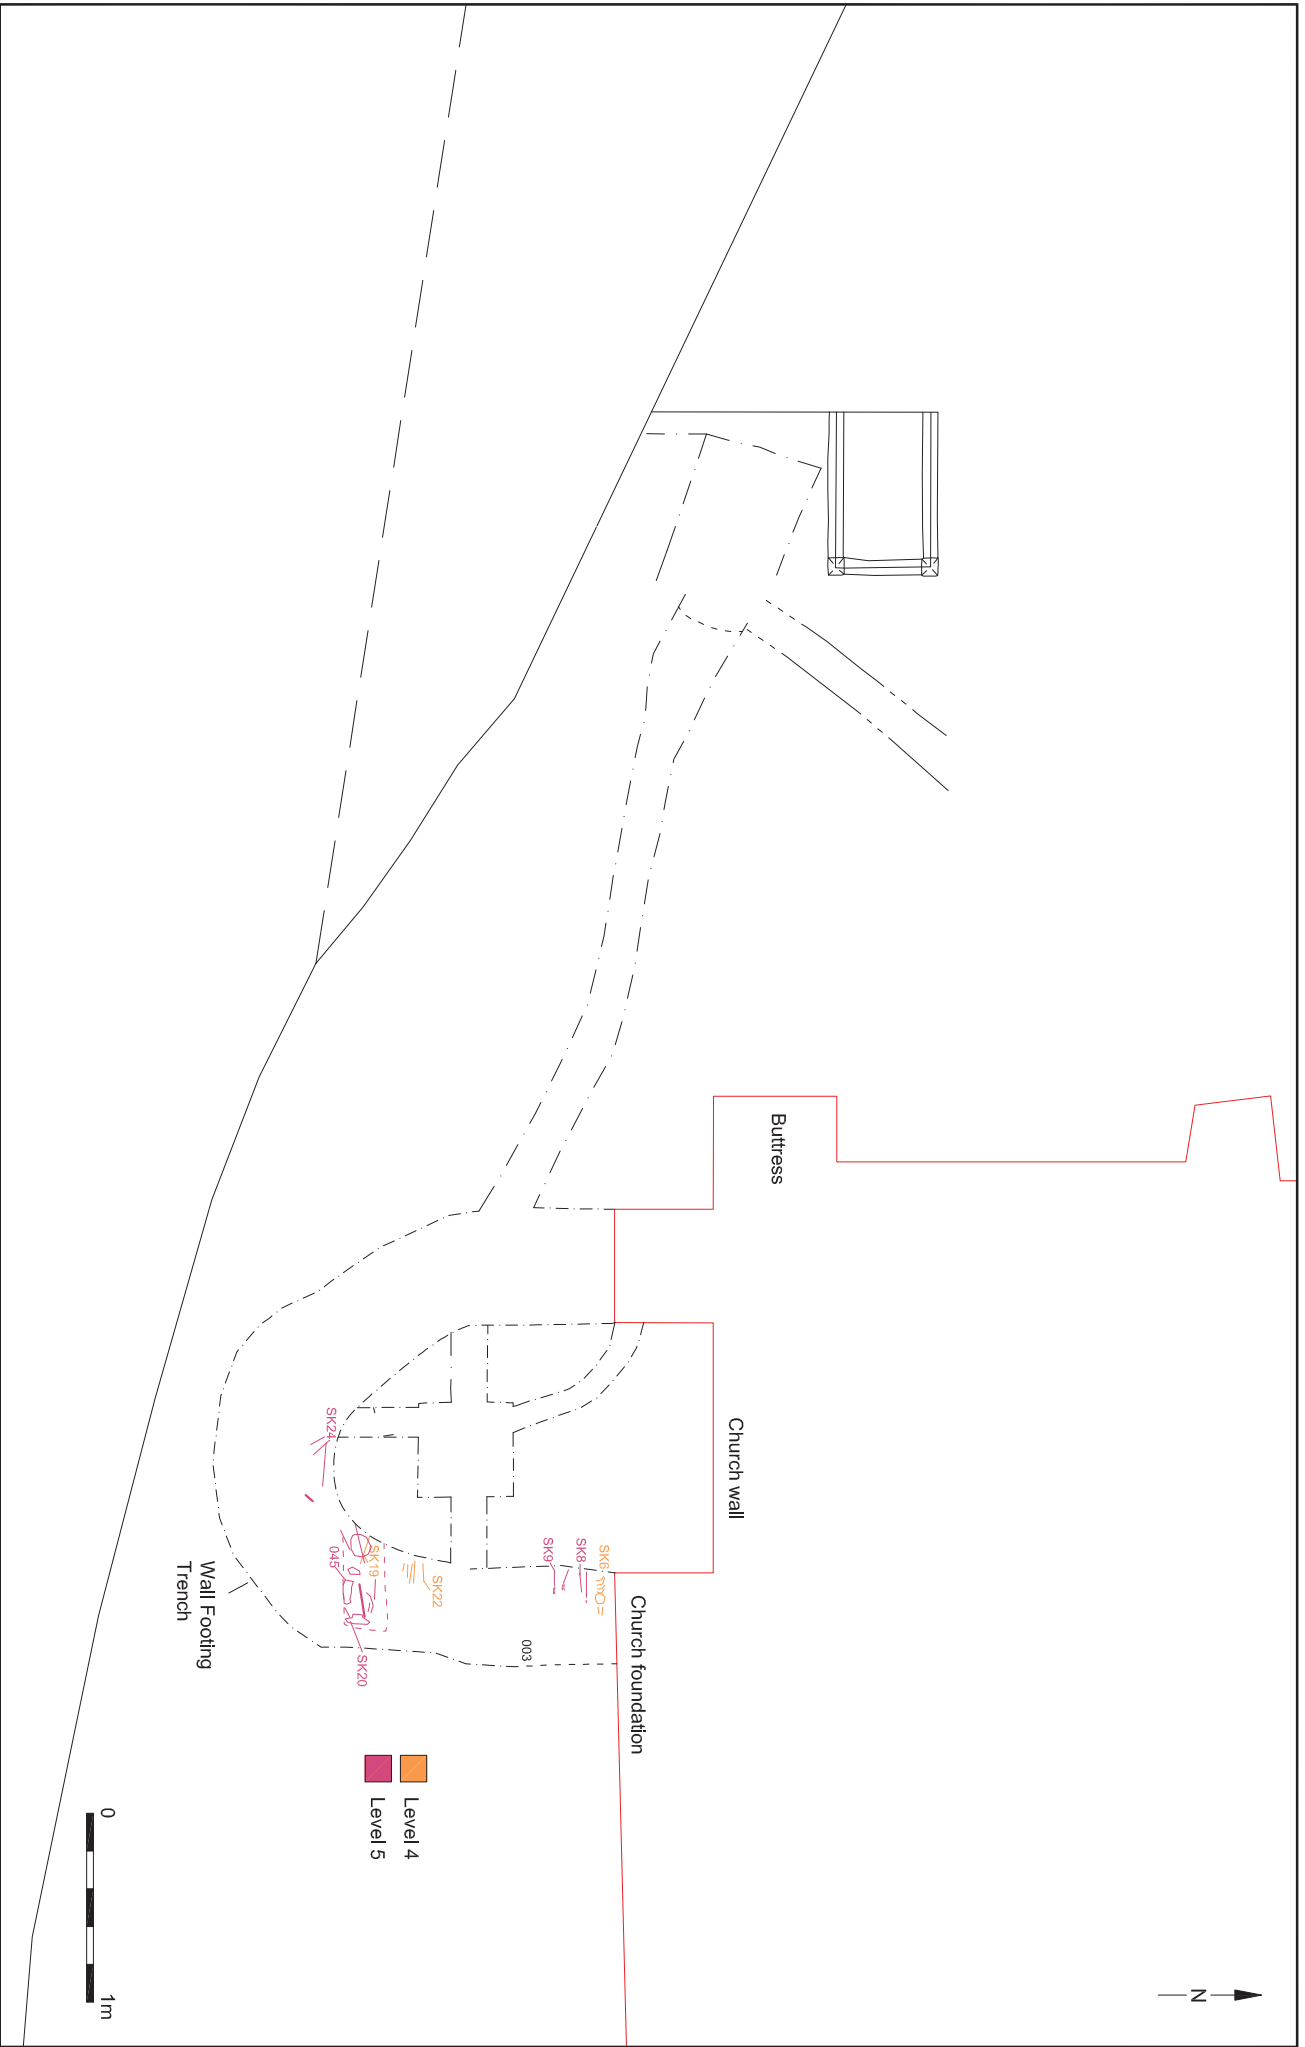 N
Buttress
Church wall
Church foundation
SK6
SK8
SK9
003
SK22
SK19
045
SK20
SK24
Wall Footing
Trench
Level 4
Level 5
0
1m